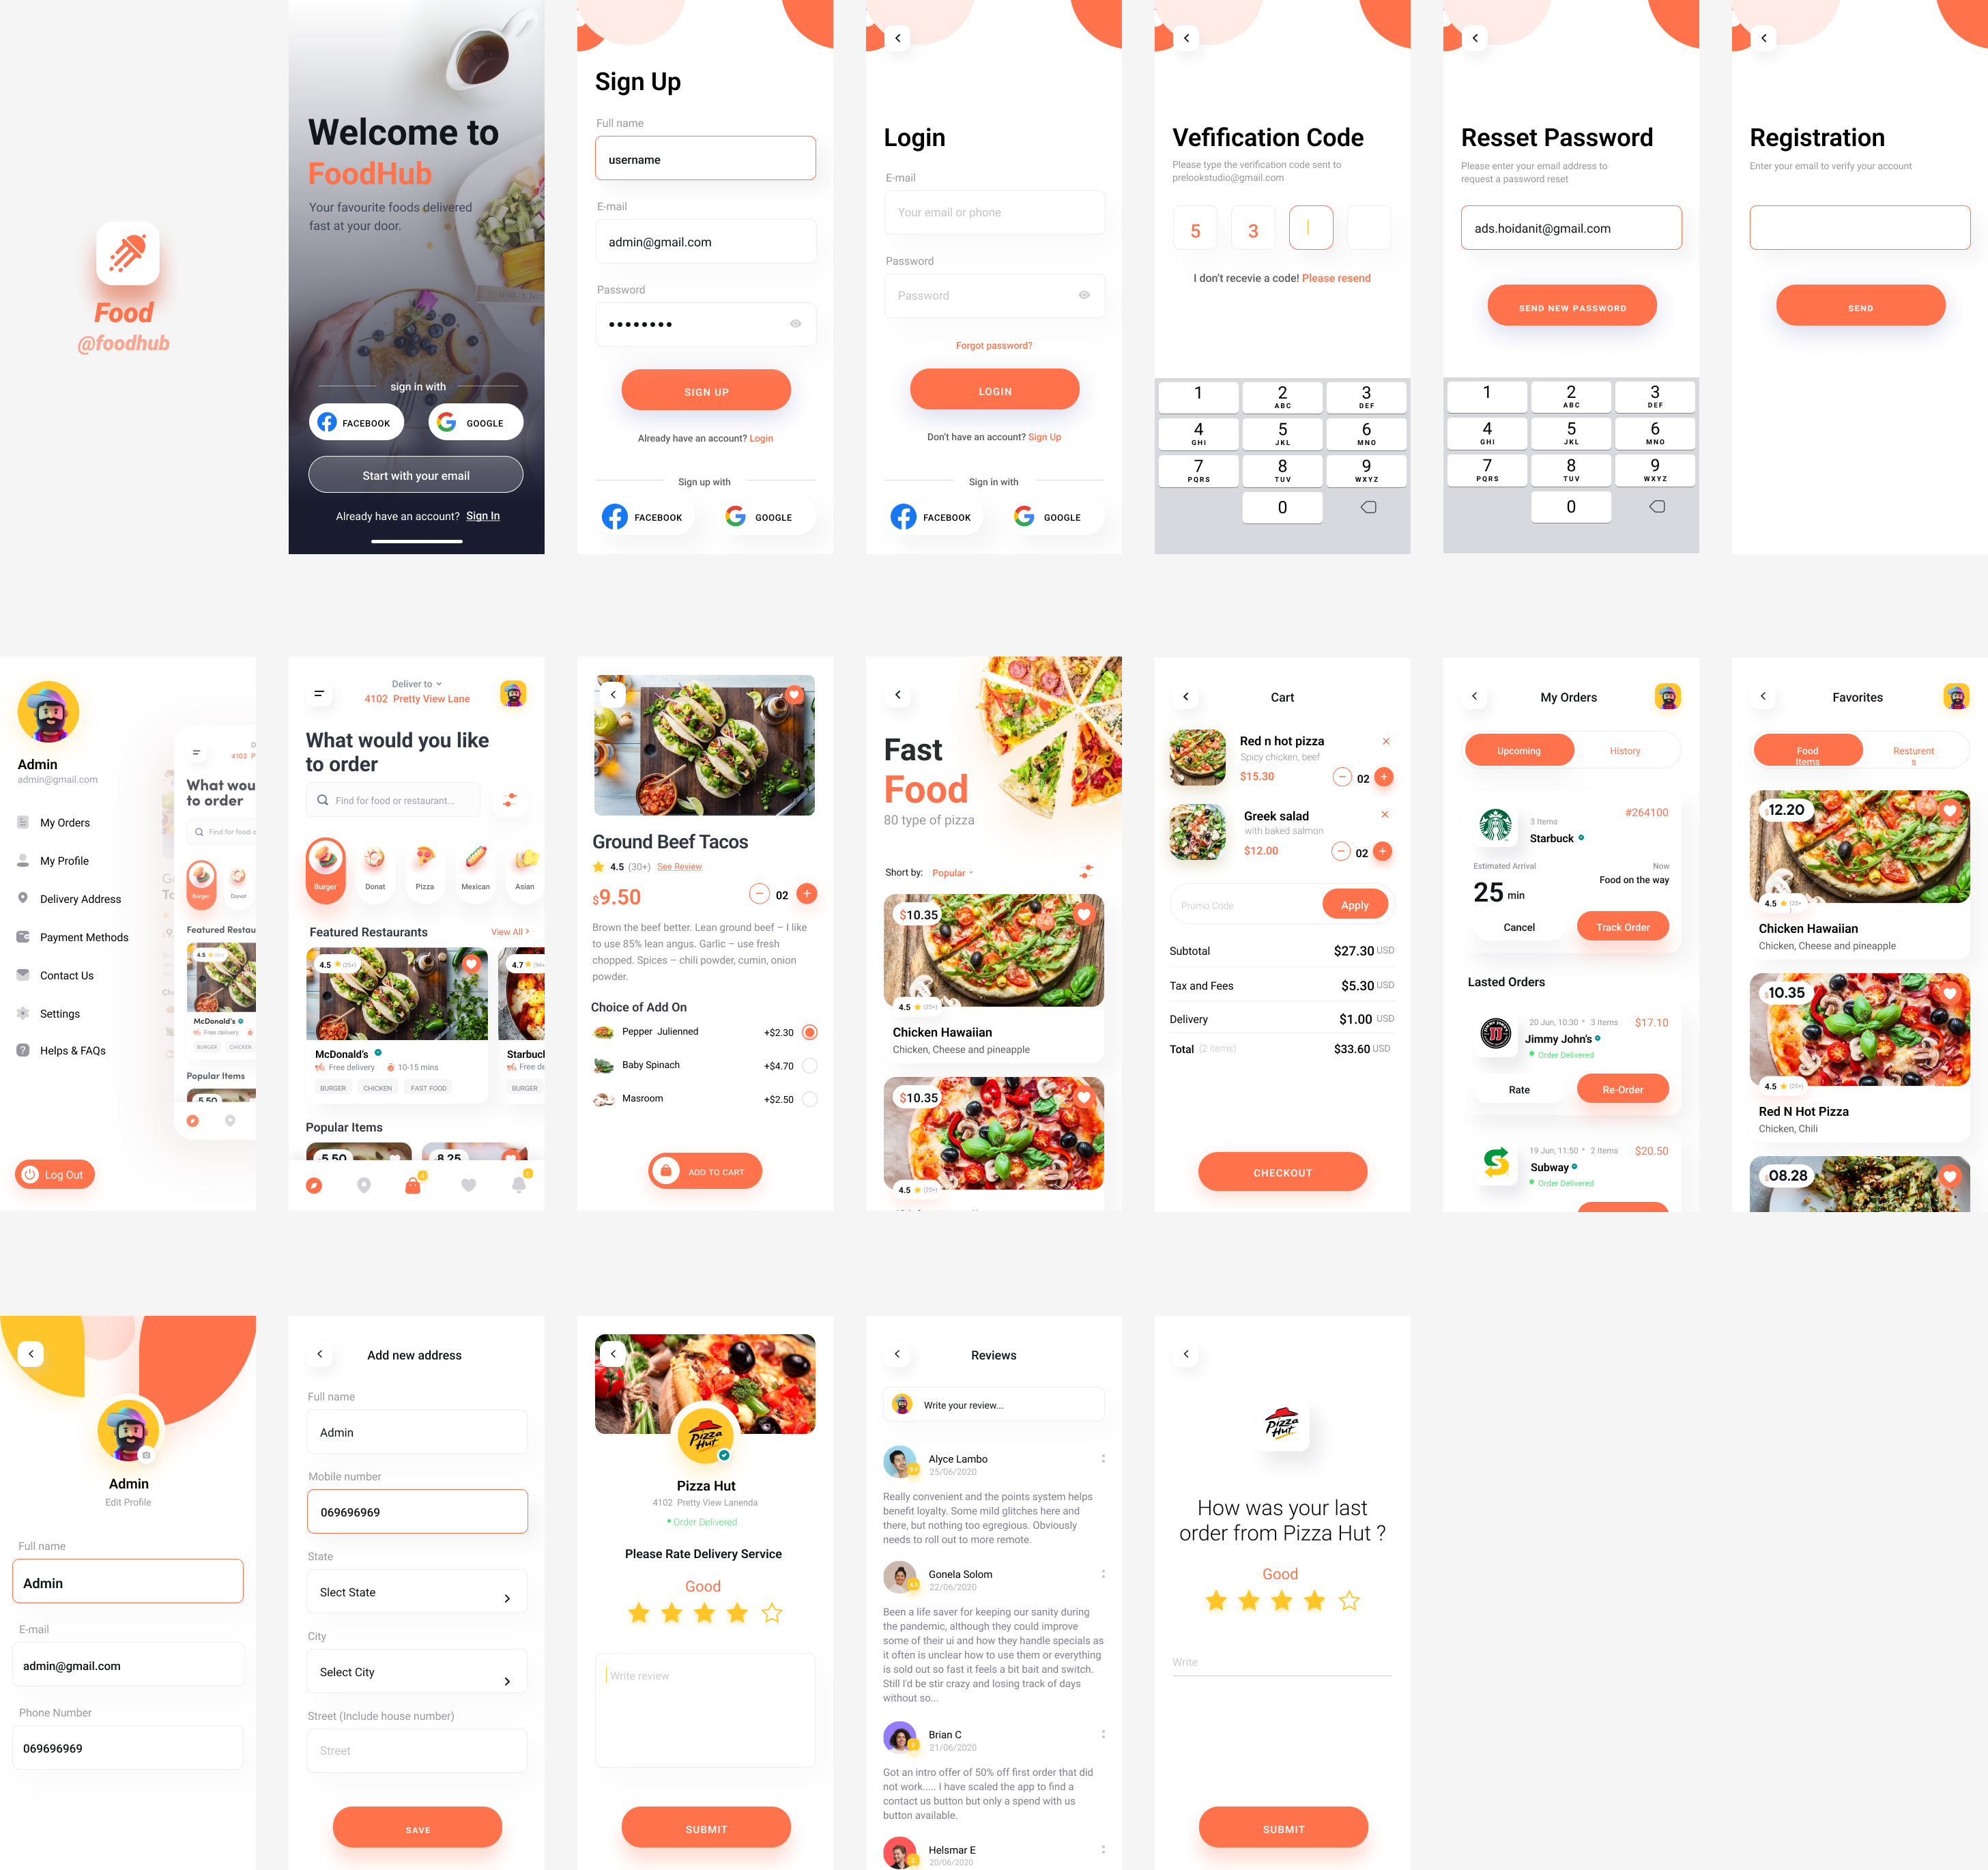 Food
@foodhub
Welcome to
FoodHub
Your favourite foods delivered
fast at your door.
sign in with
FACEBOOK
GOOGLE
Start with your email
Already have an account? Sign In
Sign Up
Full name
username
E-mail
admin@gmail.com
Password
SIGN UP
Already have an account? Login
Sign up with
FACEBOOK
GOOGLE
Login
E-mail
Your email or phone
Password
Password
Forgot password?
LOGIN
Don't have an account? Sign Up
Sign in with
FACEBOOK
GOOGLE
Vefification Code
Please type the verification code sent to
prelookstudio@gmail.com
5 3
I don't recevie a code! Please resend
1 2 3
ABC DEF
4 5 6
GHI JKL MNO
7 8 9
PQRS TUV WXYZ
0
Resset Password
Please enter your email address to
request a password reset
ads.hoidanit@gmail.com
SEND NEW PASSWORD
1 2 3
ABC DEF
4 5 6
GHI JKL MNO
7 8 9
PQRS TUV WXYZ
0
Registration
Enter your email to verify your account
SEND
Admin
admin@gmail.com
My Orders
My Profile
Delivery Address
Payment Methods
Contact Us
Settings
Helps & FAQs
Log Out
D
4102 P
What wou
to order
Find for food o
Burger
Donat
Featured Restau
4.5
McDonald's
Free delivery
BURGER CHICKEN
Popular Items
5.50
Deliver to
4102 Pretty View Lane
What would you like
to order
Find for food or restaurant...
Burger Donat Pizza Mexican Asian
Featured Restaurants View All
4.5 (25+)
4.7
McDonald's
Free delivery 10-15 mins
BURGER CHICKEN FAST FOOD
Starbuc
Free de
BURGER
Popular Items
5.50
8.25
Ground Beef Tacos
4.5 (30+) See Review
$9.50
02
Brown the beef better. Lean ground beef – I like
to use 85% lean angus. Garlic – use fresh
chopped. Spices – chili powder, cumin, onion
powder.
Choice of Add On
Pepper Julienned +$2.30
Baby Spinach +$4.70
Masroom +$2.50
ADD TO CART
Fast
Food
80 type of pizza
Short by: Popular
$10.35
4.5 (25+)
Chicken Hawaiian
Chicken, Cheese and pineapple
$10.35
4.5 (25+)
Cart
Red n hot pizza
Spicy chicken, beef
$15.30
02
Greek salad
with baked salmon
$12.00
02
Promo Code
Apply
Subtotal $27.30 USD
Tax and Fees $5.30 USD
Delivery $1.00 USD
Total (2 items) $33.60 USD
CHECKOUT
My Orders
Upcoming
History
3 Items
#264100
Starbuck
Estimated Arrival Now
25 min
Food on the way
Cancel
Track Order
Lasted Orders
20 Jun, 10:30 3 Items $17.10
Jimmy John's
Order Delivered
Rate
Re-Order
19 Jun, 11:50 2 Items $20.50
Subway
Order Delivered
Favorites
Food
Items
Resturent
s
$12.20
4.5 (25+
Chicken Hawaiian
Chicken, Cheese and pineapple
$10.35
4.5 (25+)
Red N Hot Pizza
Chicken, Chili
$08.28
Admin
Edit Profile
Full name
Admin
E-mail
admin@gmail.com
Phone Number
069696969
Add new address
Full name
Admin
Mobile number
069696969
State
Slect State
City
Select City
Street (Include house number)
Street
SAVE
Pizza
Hut
Pizza Hut
4102 Pretty View Lanenda
Order Delivered
Please Rate Delivery Service
Good
Write review
SUBMIT
Reviews
Write your review...
Alyce Lambo
25/06/2020
Really convenient and the points system helps
benefit loyalty. Some mild glitches here and
there, but nothing too egregious. Obviously
needs to roll out to more remote.
Gonela Solom
22/06/2020
Been a life saver for keeping our sanity during
the pandemic, although they could improve
some of their ui and how they handle specials as
it often is unclear how to use them or everything
is sold out so fast it feels a bit bait and switch.
Still I'd be stir crazy and losing track of days
without so...
Brian C
21/06/2020
Got an intro offer of 50% off first order that did
not work..... I have scaled the app to find a
contact us button but only a spend with us
button available.
Helsmar E
20/06/2020
Pizza
Hut
How was your last
order from Pizza Hut ?
Good
Write
SUBMIT